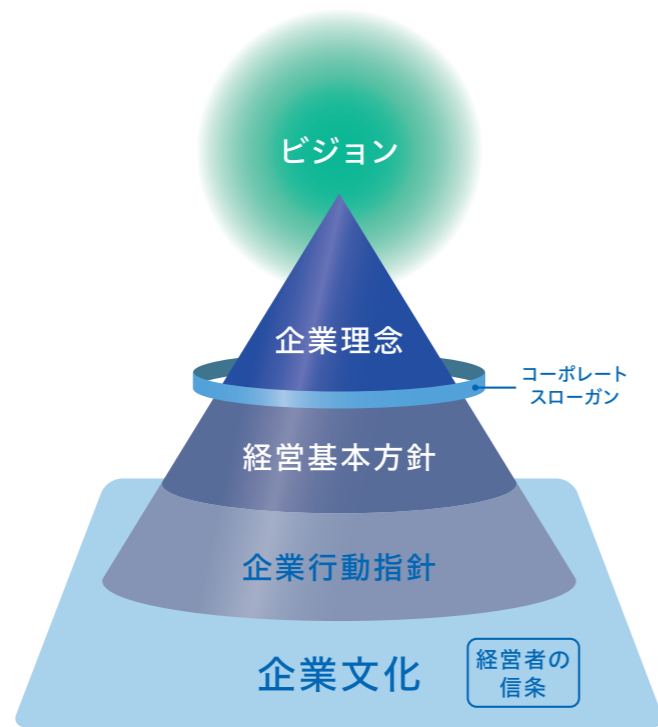 ビジョン
企業理念
コーポレート
スローガン
経営基本方針
企業行動指針
企業文化
経営者の
信条